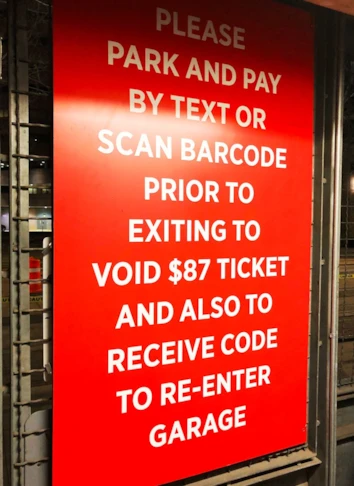 PLEASE
PARK AND PAY
BY TEXT OR
SCAN BARCODE
PRIOR TO
EXITING TO
VOID $87 TICKET
AND ALSO TO
RECEIVE CODE
TO RE-ENTER
GARAGE